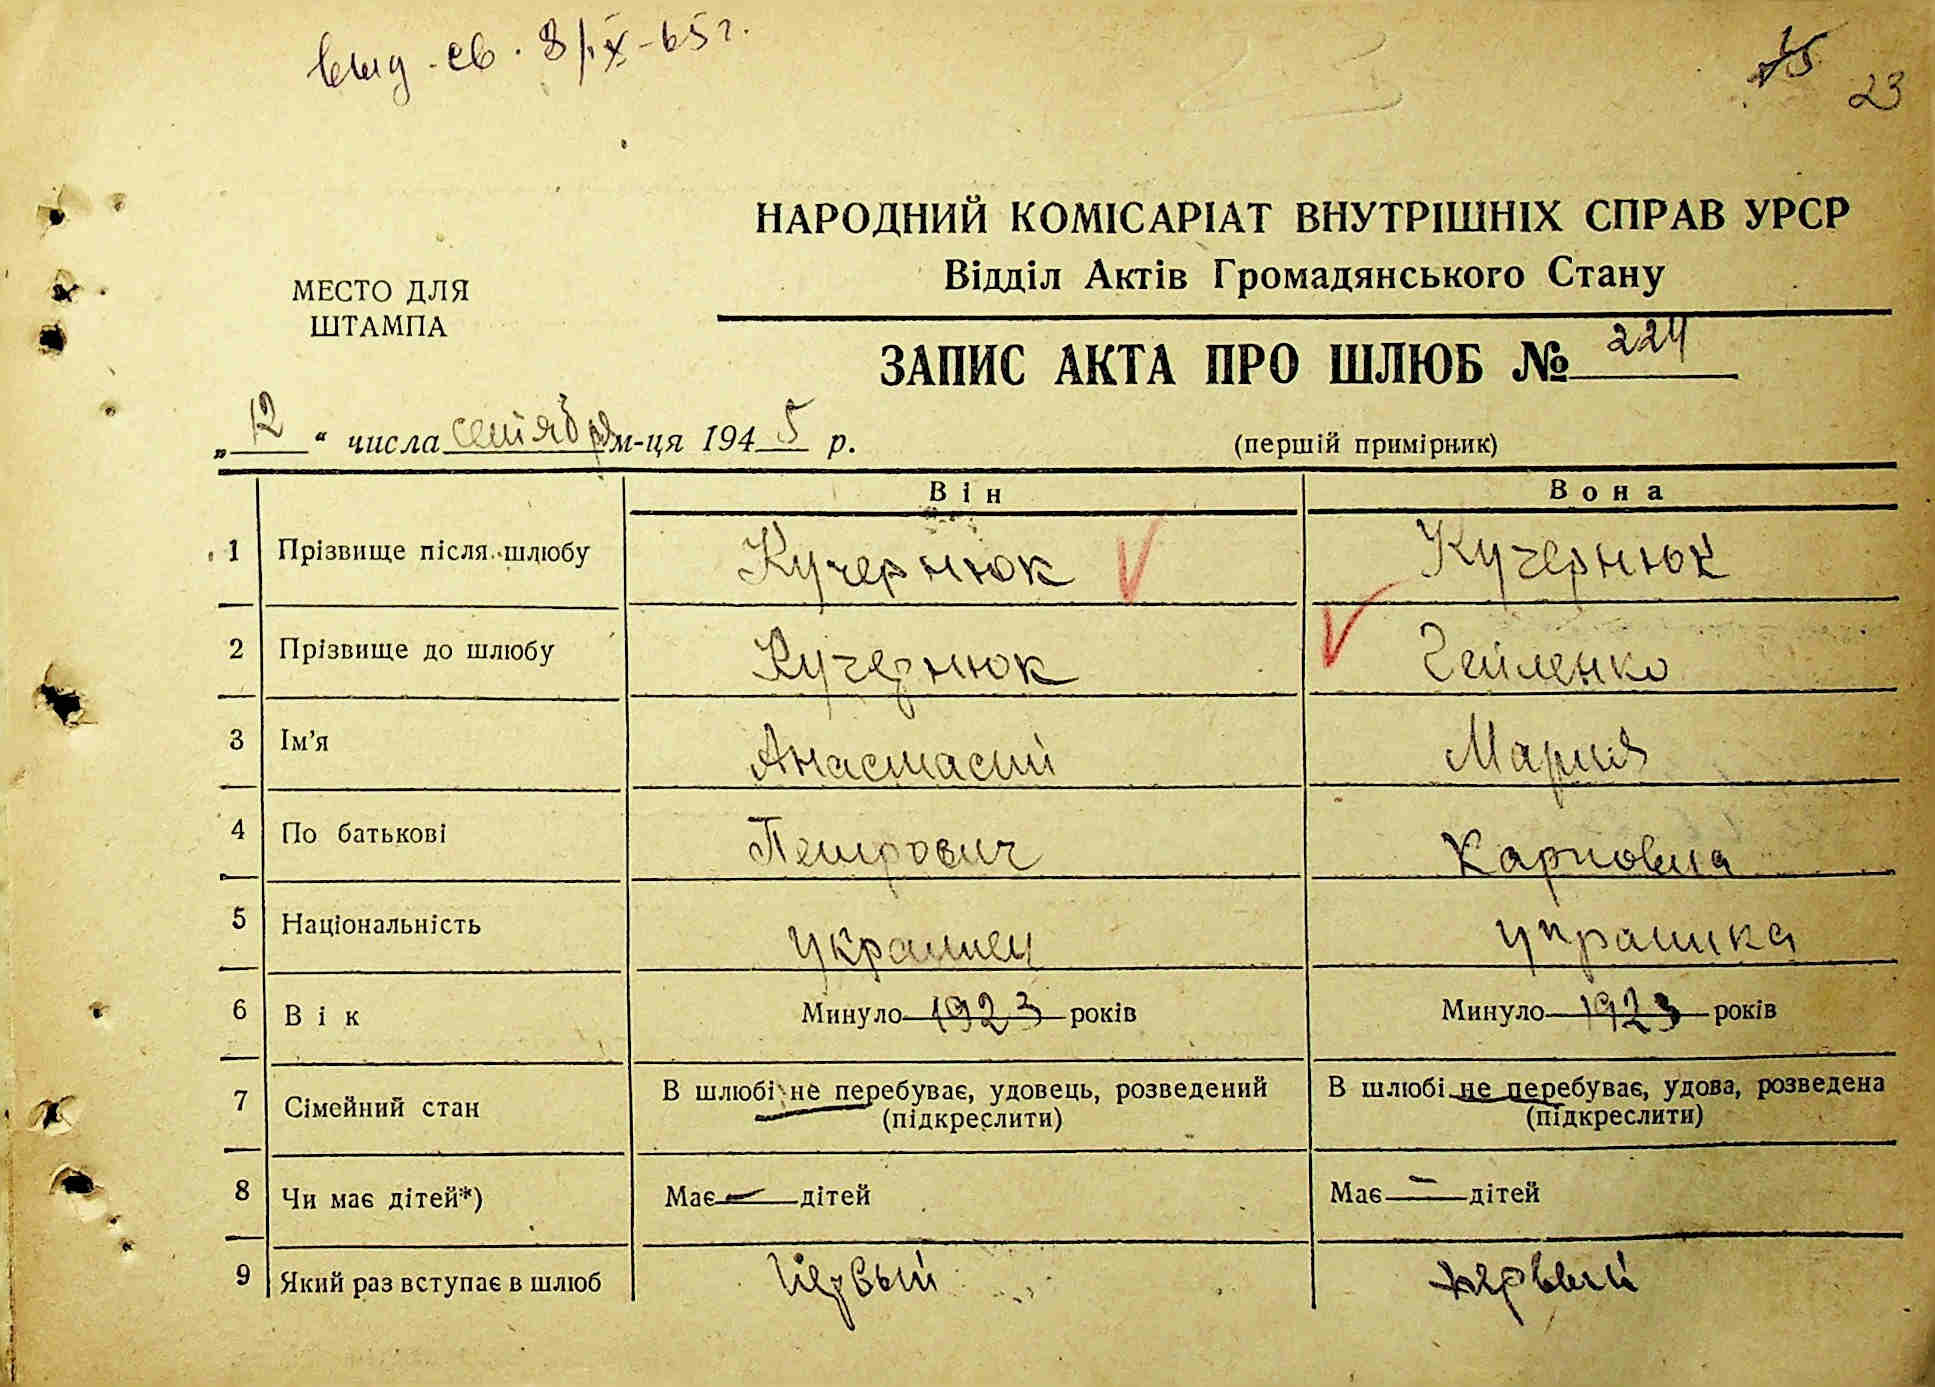 выд. св. 8/IX-65 г.
15
23
НАРОДНИЙ КОМІСАРІАТ ВНУТРІШНІХ СПРАВ УРСР
Відділ Актів Громадянського Стану
МЕСТО ДЛЯ
ШТАМПА
ЗАПИС АКТА ПРО ШЛЮБ № 224
„12“ числа сентября м-ця 1945 р.
(першій примірник)
Він Вона
1 Прізвище після шлюбу Кучернюк Кучернюк
2 Прізвище до шлюбу Кучернюк
3 Ім'я Анастасий Мария
4 По батькові Петрович Карповна
5 Національність украинец украинка
6 Вік Минуло 1923 років Минуло 1923 років
7 Сімейний стан В шлюбі не перебуває, удовець, розведений (підкреслити) В шлюбі не перебуває, удова, розведена (підкреслити)
8 Чи має дітей*) Має — дітей Має — дітей
9 Який раз вступає в шлюб первый первый